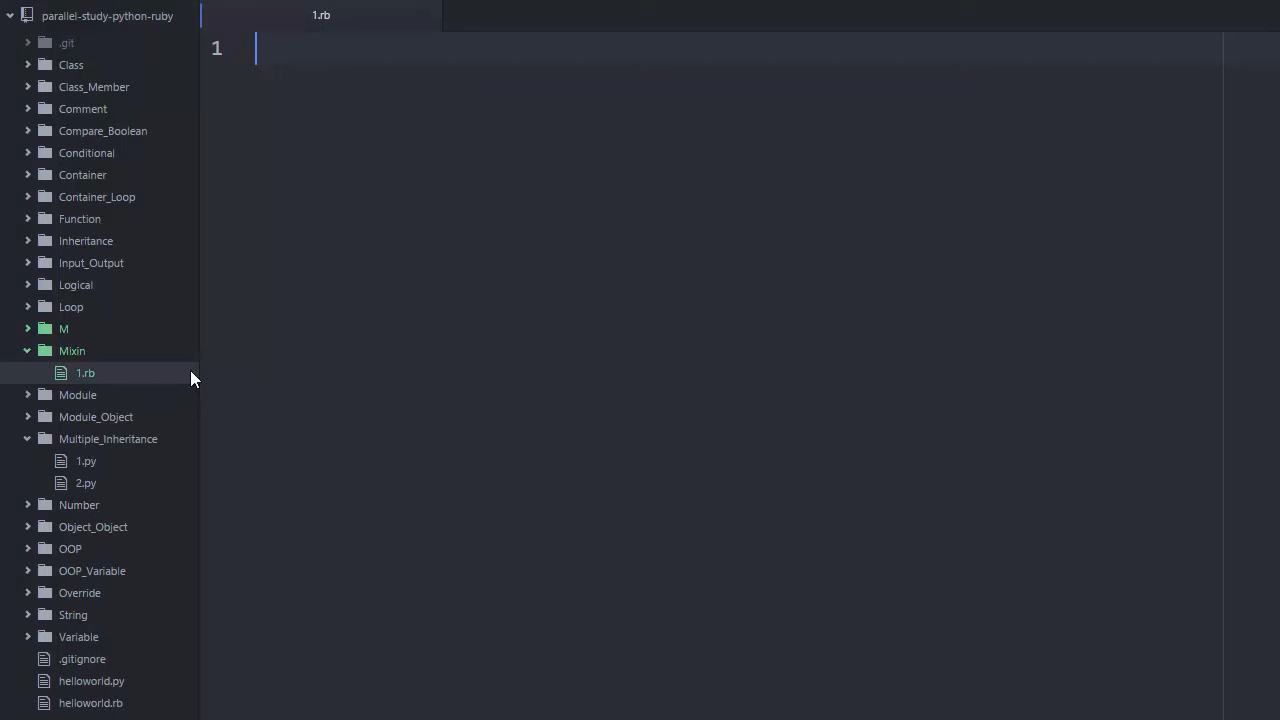 parallel-study-python-ruby
1.rb
.git
1
Class
Class_Member
Comment
Compare_Boolean
Conditional
Container
Container_Loop
Function
Inheritance
Input_Output
Logical
Loop
M
Mixin
1.rb
Module
Module_Object
Multiple_Inheritance
1.py
2.py
Number
Object_Object
OOP
OOP_Variable
Override
String
Variable
.gitignore
helloworld.py
helloworld.rb